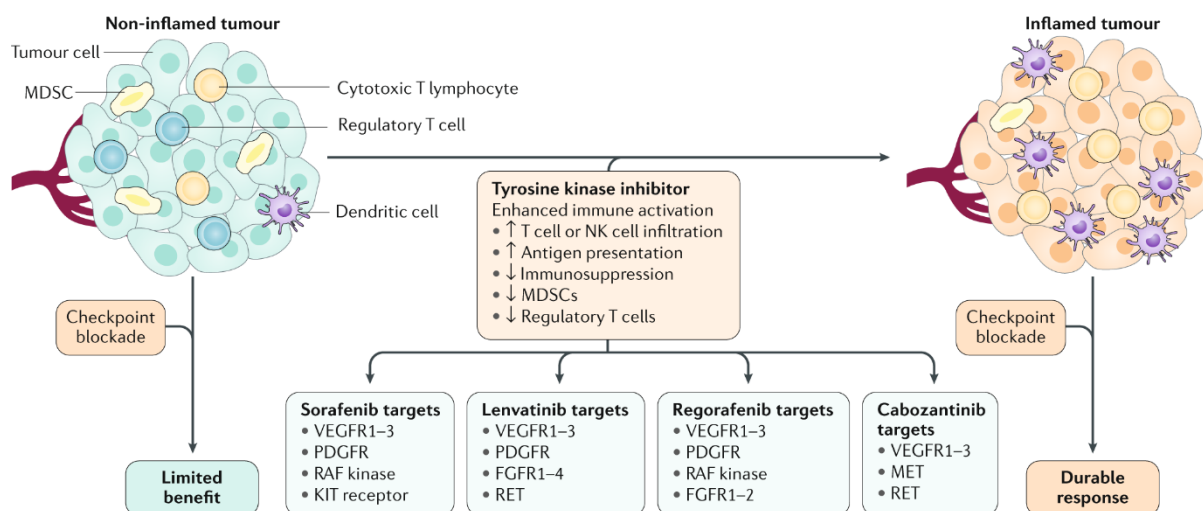 Non-inflamed tumour
Inflamed tumour
Tumour cell
MDSC
Cytotoxic T lymphocyte
Regulatory T cell
Dendritic cell
Tyrosine kinase inhibitor
Enhanced immune activation
• ↑ T cell or NK cell infiltration
• ↑ Antigen presentation
• ↓ Immunosuppression
• ↓ MDSCs
• ↓ Regulatory T cells
Checkpoint
blockade
Checkpoint
blockade
Sorafenib targets
• VEGFR1–3
• PDGFR
• RAF kinase
• KIT receptor
Lenvatinib targets
• VEGFR1–3
• PDGFR
• FGFR1–4
• RET
Regorafenib targets
• VEGFR1–3
• PDGFR
• RAF kinase
• FGFR1–2
Cabozantinib
targets
• VEGFR1–3
• MET
• RET
Limited
benefit
Durable
response